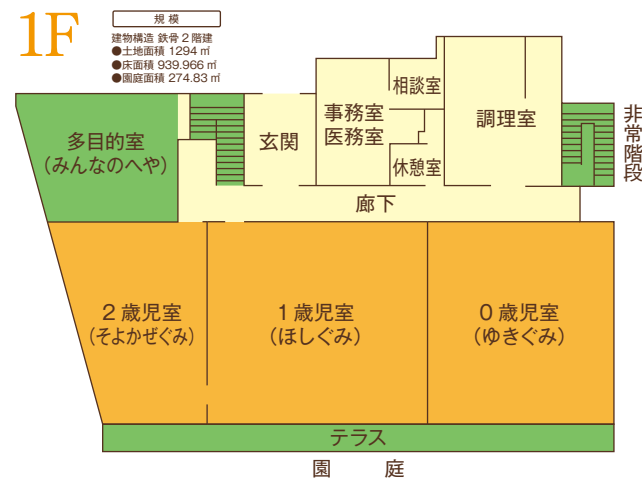 1F
規模
建物構造 鉄骨2階建
●土地面積 1294㎡
●床面積 939.966㎡
●園庭面積 274.83㎡
多目的室
（みんなのへや）
玄関
事務室
医務室
相談室
休憩室
調理室
非常階段
廊下
2歳児室
（そよかぜぐみ）
1歳児室
（ほしぐみ）
0歳児室
（ゆきぐみ）
テラス
園庭